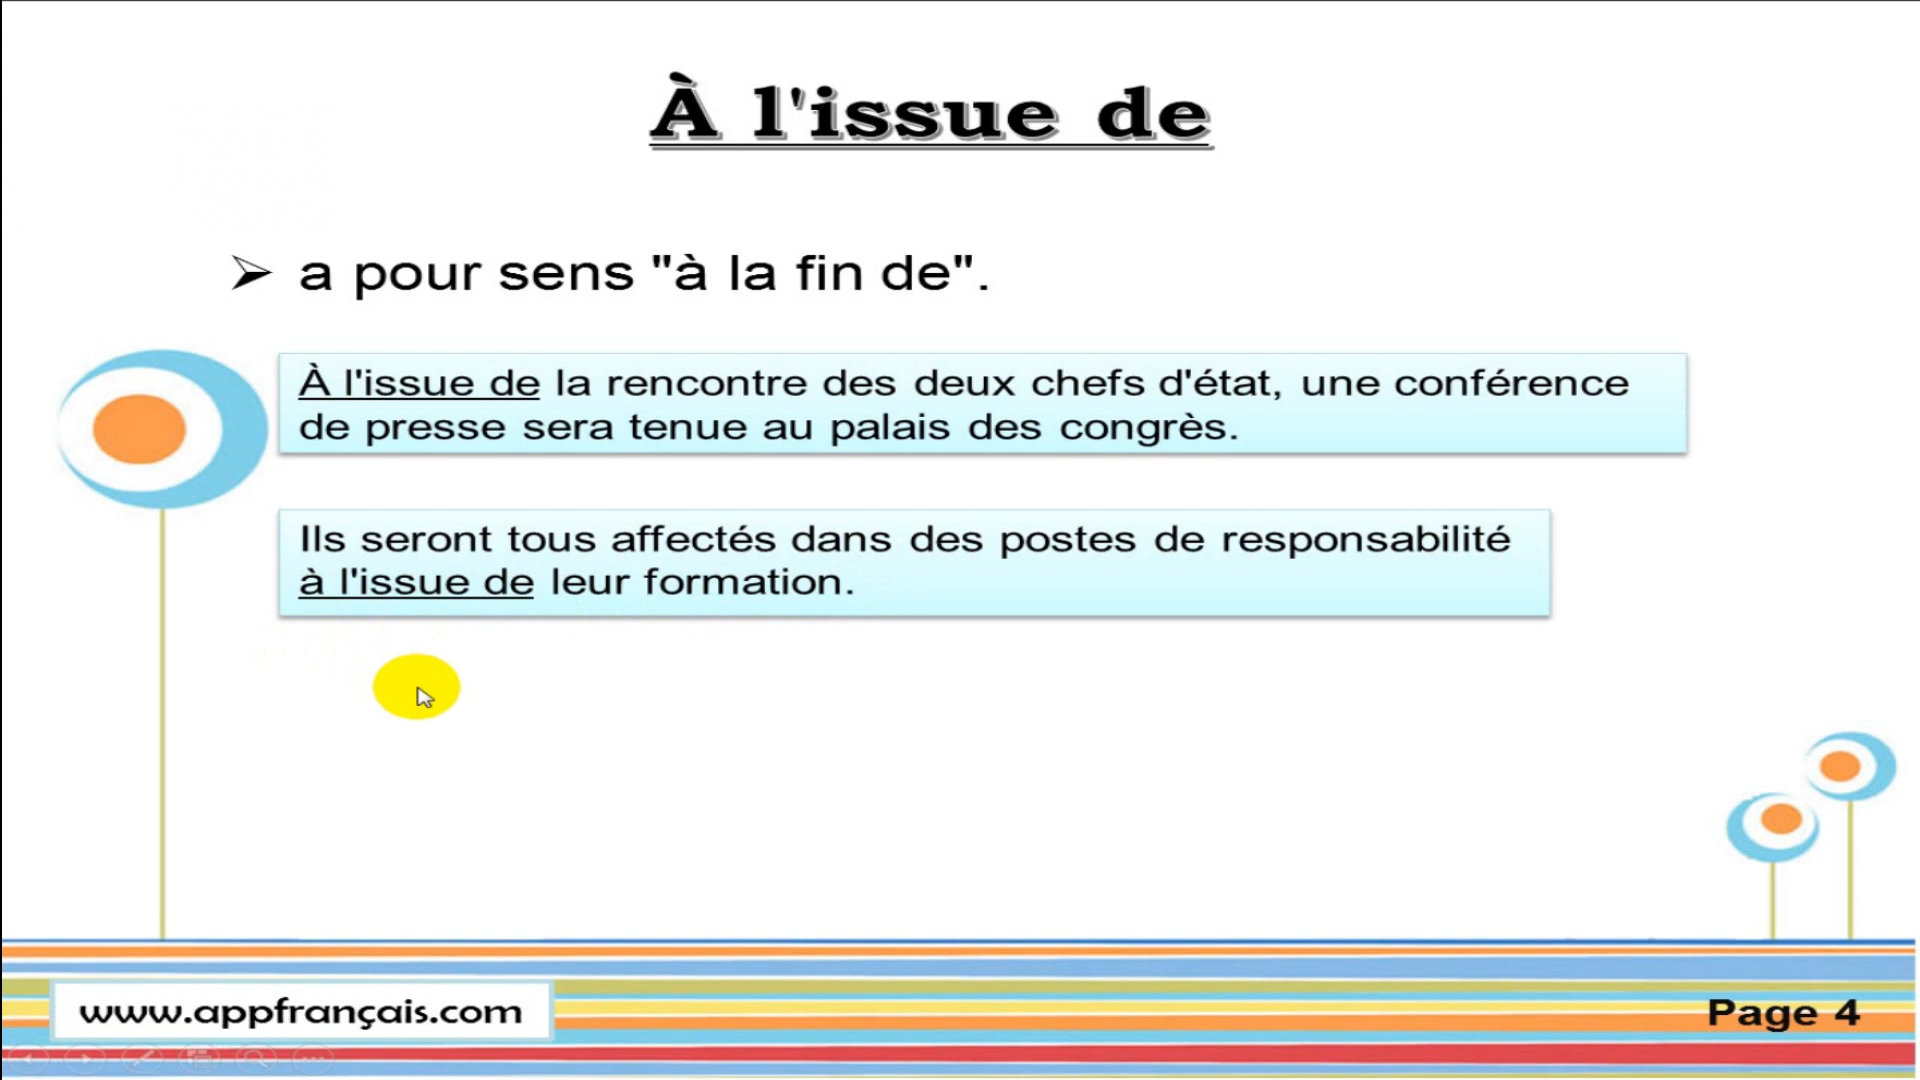 À l'issue de
➢ a pour sens "à la fin de".
À l'issue de la rencontre des deux chefs d'état, une conférence
de presse sera tenue au palais des congrès.
Ils seront tous affectés dans des postes de responsabilité
à l'issue de leur formation.
www.appfrançais.com
Page 4